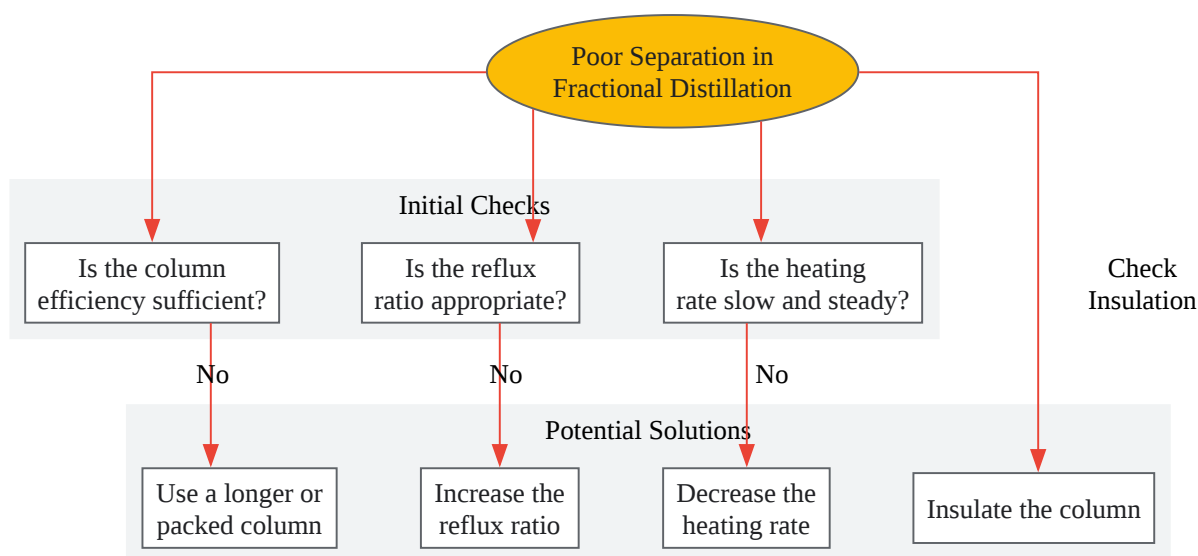 Poor Separation in
Fractional Distillation
Initial Checks
Is the column
efficiency sufficient?
Is the reflux
ratio appropriate?
Is the heating
rate slow and steady?
Check
Insulation
No
No
No
Potential Solutions
Use a longer or
packed column
Increase the
reflux ratio
Decrease the
heating rate
Insulate the column